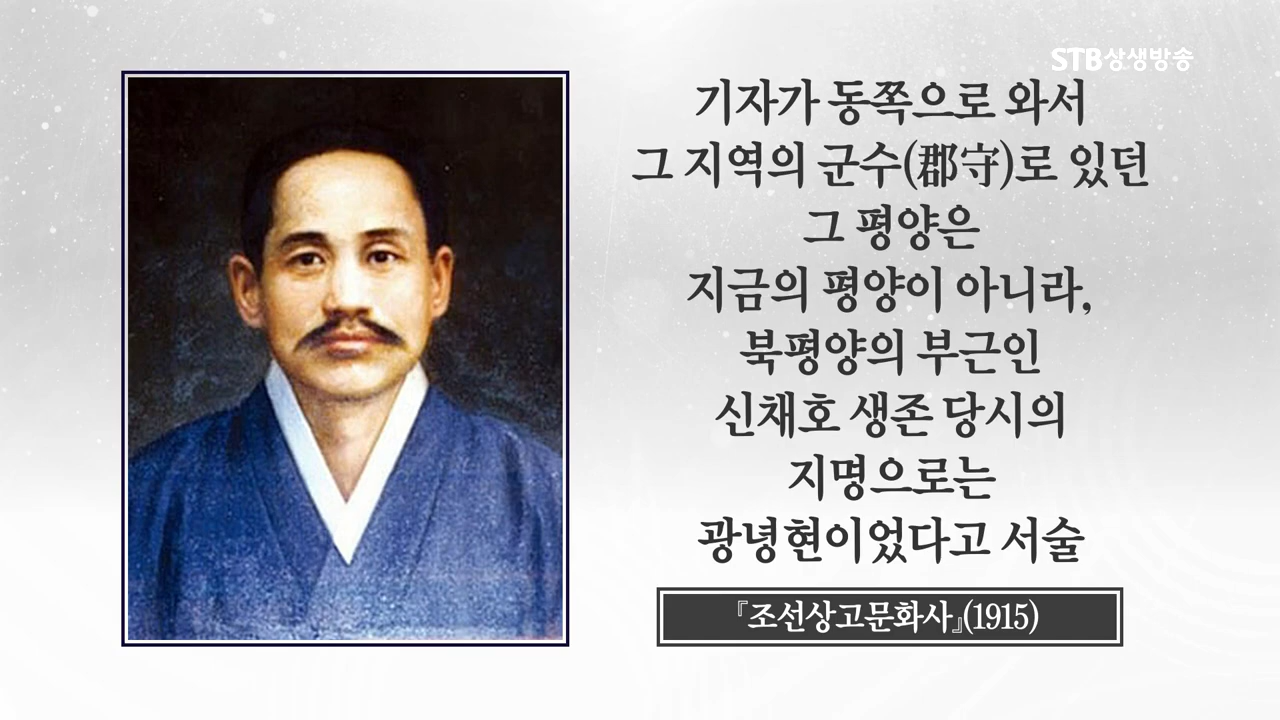 STB상생방송
기자가 동쪽으로 와서
그 지역의 군수(郡守)로 있던
그 평양은
지금의 평양이 아니라,
북평양의 부근인
신채호 생존 당시의
지명으로는
광녕현이었다고 서술
『조선상고문화사』(1915)